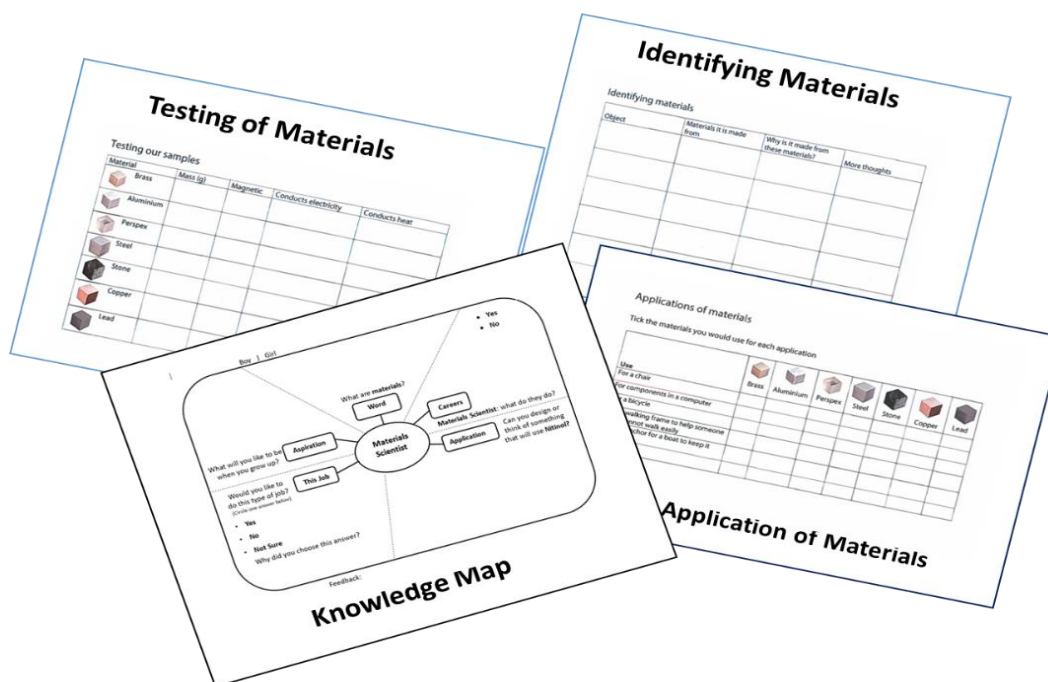 Testing of Materials
Testing our samples
Material Mass (g) Magnetic Conducts electricity Conducts heat
Brass
Aluminium
Perspex
Steel
Stone
Copper
Lead
Identifying Materials
Identifying materials
Object Materials it is made from Why is it made from these materials? More thoughts
Boy | Girl
• Yes
• No
What are materials?
Word
Careers
Materials Scientist: what do they do?
Aspiration
What will you like to be
when you grow up?
Materials
Scientist
Application
Can you design or
think of something
that will use Nitinol?
This Job
Would you like to
do this type of job?
(Circle one answer below)
• Yes
• No
• Not Sure
Why did you choose this answer?
Feedback:
Knowledge Map
Applications of materials
Tick the materials you would use for each application
Use Brass Aluminium Perspex Steel Stone Copper Lead
For a chair
For components in a computer
a bicycle
walking frame to help someone
cannot walk easily
anchor for a boat to keep it
Application of Materials